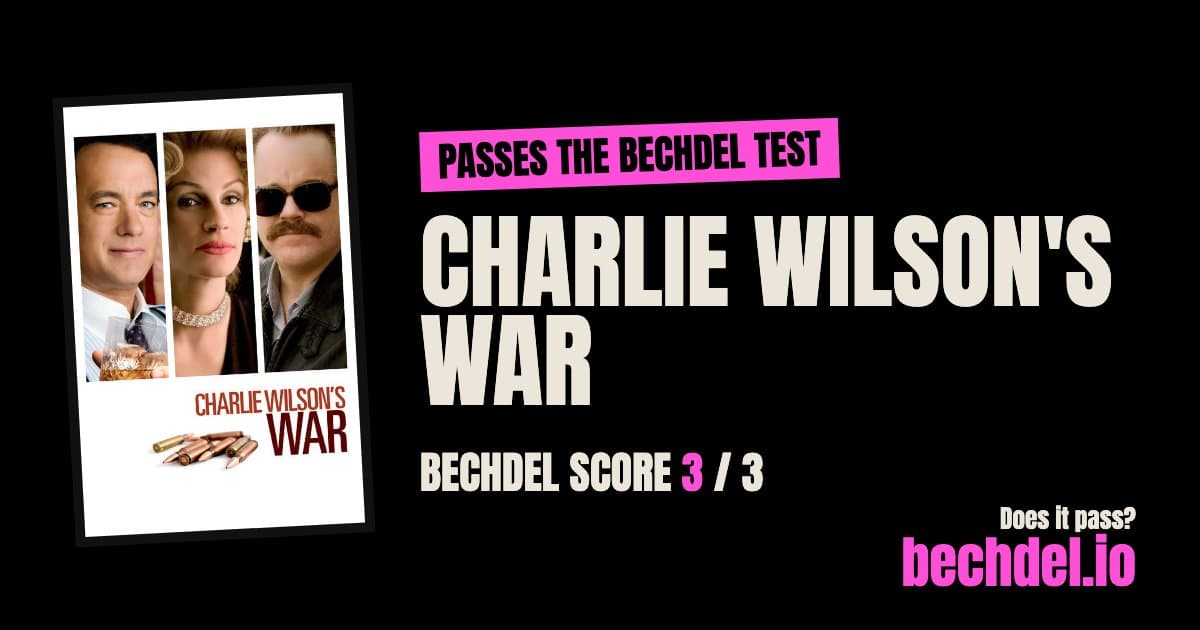 PASSES THE BECHDEL TEST
CHARLIE WILSON'S
WAR
BECHDEL SCORE 3 / 3
CHARLIE WILSON'S
WAR
Does it pass?
bechdel.io